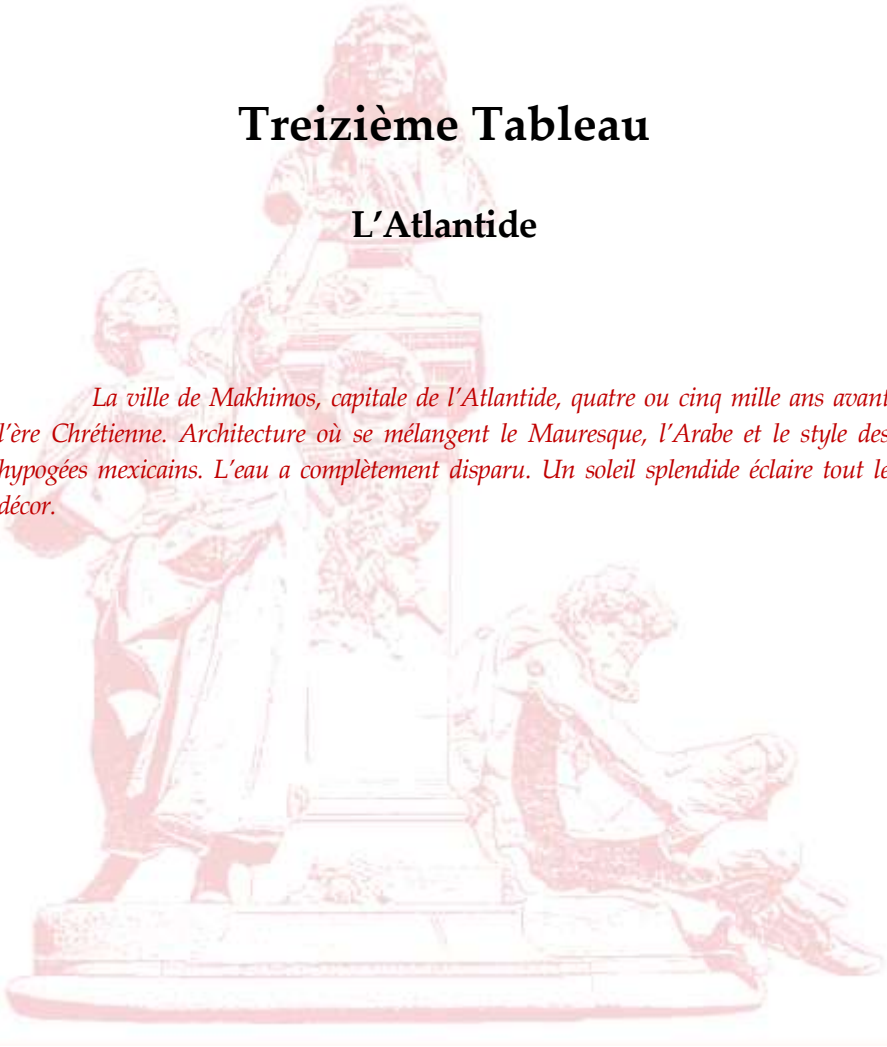 Treizième Tableau
L’Atlantide
La ville de Makhimos, capitale de l’Atlantide, quatre ou cinq mille ans avant
l’ère Chrétienne. Architecture où se mélangent le Mauresque, l’Arabe et le style des
hypogées mexicains. L’eau a complètement disparu. Un soleil splendide éclaire tout le
décor.